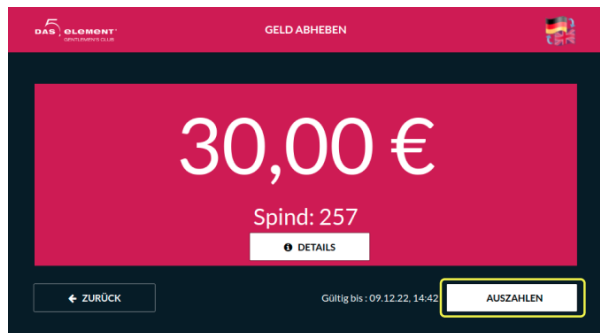 5
DAS element
GENTLEMEN'S CLUB
GELD ABHEBEN
30,00 €
Spind: 257
DETAILS
ZURÜCK
Gültig bis : 09.12.22, 14:42
AUSZAHLEN